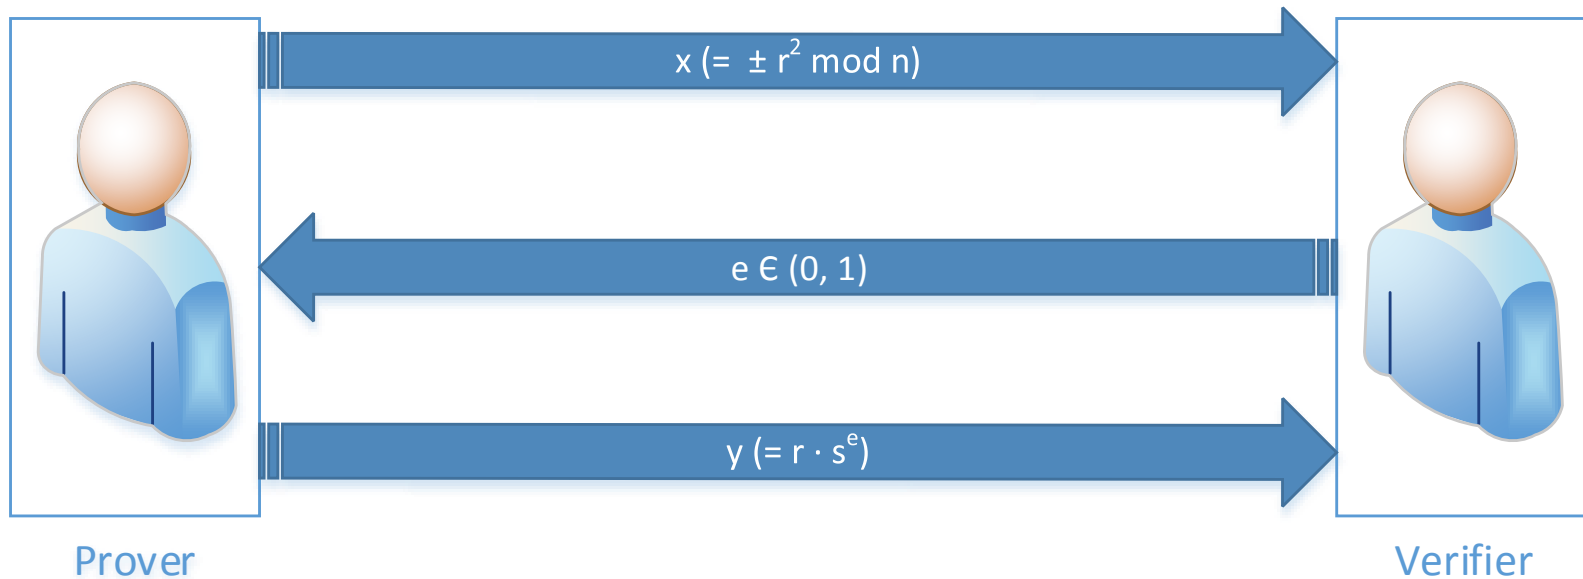 x (= ± r² mod n)
e Є (0, 1)
y (= r · sᵉ)
Prover
Verifier